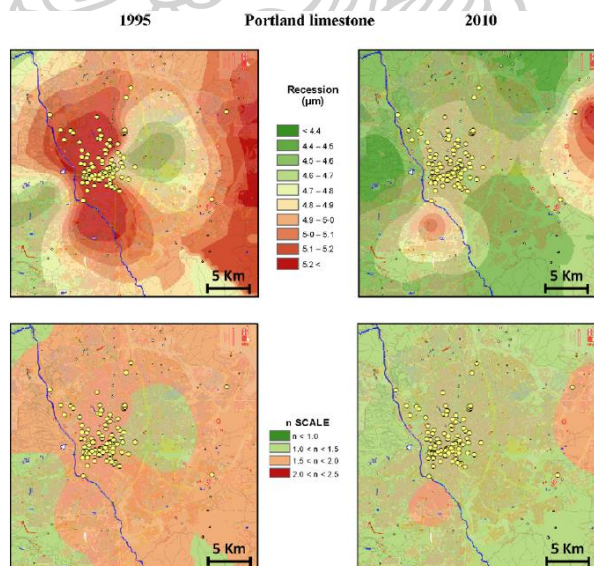 1995 Portland limestone 2010
Recession
(µm)
< 4.4
4.4 – 4.5
4.5 – 4.6
4.6 – 4.7
4.7 – 4.8
4.8 – 4.9
4.9 – 5.0
5.0 – 5.1
5.1 – 5.2
5.2 <
5 Km
5 Km
n SCALE
n < 1.0
1.0 < n < 1.5
1.5 < n < 2.0
2.0 < n < 2.5
5 Km
5 Km